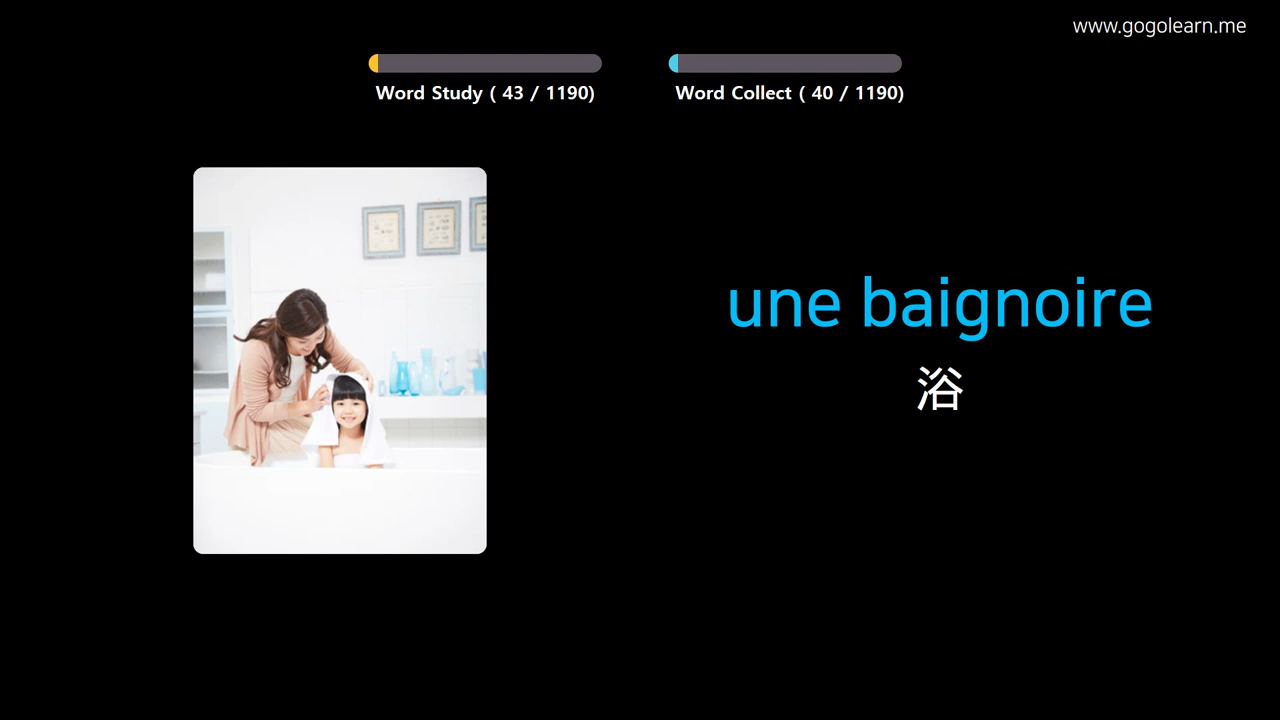 www.gogolearn.me
Word Study ( 43 / 1190)
Word Collect ( 40 / 1190)
une baignoire
浴